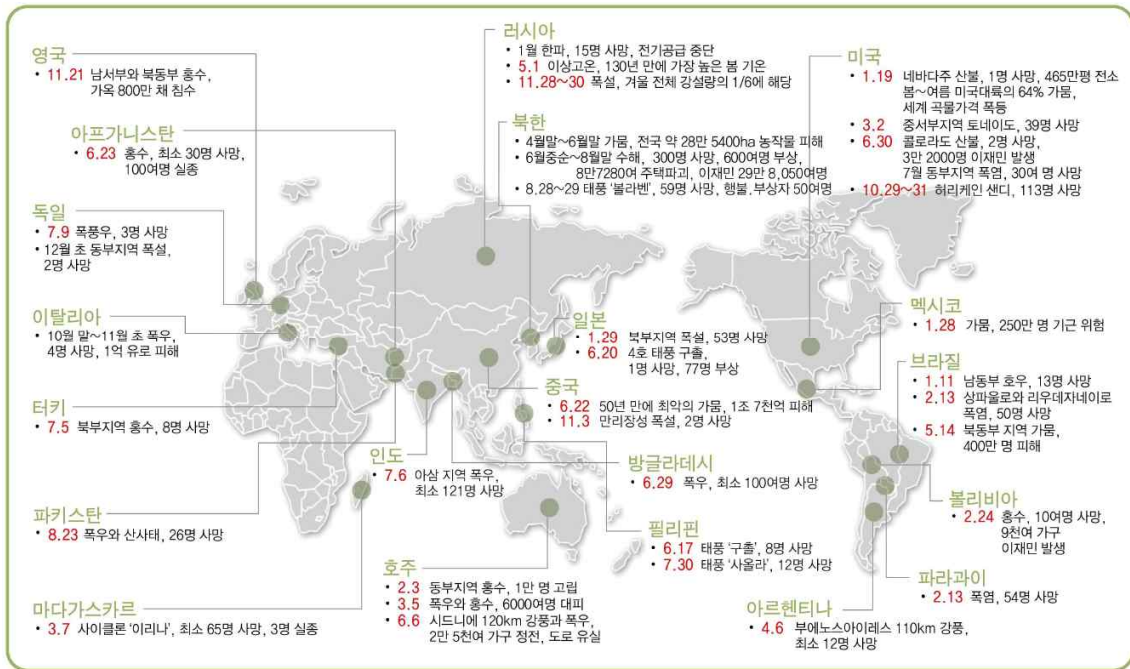 영국
• 11.21 남서부와 북동부 홍수,
가옥 800만 채 침수
아프가니스탄
• 6.23 홍수, 최소 30명 사망,
100여명 실종
독일
• 7.9 폭풍우, 3명 사망
• 12월 초 동부지역 폭설,
2명 사망
이탈리아
• 10월 말~11월 초 폭우,
4명 사망, 1억 유로 피해
터키
• 7.5 북부지역 홍수, 8명 사망
파키스탄
• 8.23 폭우와 산사태, 26명 사망
마다가스카르
• 3.7 사이클론 '이리나', 최소 65명 사망, 3명 실종
러시아
• 1월 한파, 15명 사망, 전기공급 중단
• 5.1 이상고온, 130년 만에 가장 높은 봄 기온
• 11.28~30 폭설, 겨울 전체 강설량의 1/6에 해당
북한
• 4월말~6월말 가뭄, 전국 약 28만 5400ha 농작물 피해
• 6월중순~8월말 수해, 300명 사망, 600여명 부상,
8만7280여 주택파괴, 이재민 29만 8,050여명
• 8.28~29 태풍 '볼라벤', 59명 사망, 행불·부상자 50여명
일본
• 1.29 북부지역 폭설, 53명 사망
• 6.20 4호 태풍 구촐,
1명 사망, 77명 부상
중국
• 6.22 50년 만에 최악의 가뭄, 1조 7천억 피해
• 11.3 만리장성 폭설, 2명 사망
인도
• 7.6 아삼 지역 폭우,
최소 121명 사망
방글라데시
• 6.29 폭우, 최소 100여명 사망
필리핀
• 6.17 태풍 '구촐', 8명 사망
• 7.30 태풍 '사올라', 12명 사망
호주
• 2.3 동부지역 홍수, 1만 명 고립
• 3.5 폭우와 홍수, 6000여명 대피
• 6.6 시드니에 120km 강풍과 폭우,
2만 5천여 가구 정전, 도로 유실
미국
• 1.19 네바다주 산불, 1명 사망, 465만평 전소
봄~여름 미국대륙의 64% 가뭄,
세계 곡물가격 폭등
• 3.2 중서부지역 토네이도, 39명 사망
• 6.30 콜로라도 산불, 2명 사망,
3만 2000명 이재민 발생
7월 동부지역 폭염, 30여 명 사망
• 10.29~31 허리케인 샌디, 113명 사망
멕시코
• 1.28 가뭄, 250만 명 기근 위험
브라질
• 1.11 남동부 호우, 13명 사망
• 2.13 상파울로와 리우데자네이로
폭염, 50명 사망
• 5.14 북동부 지역 가뭄,
400만 명 피해
볼리비아
• 2.24 홍수, 10여명 사망,
9천여 가구
이재민 발생
파라과이
• 2.13 폭염, 54명 사망
아르헨티나
• 4.6 부에노스아이레스 110km 강풍,
최소 12명 사망